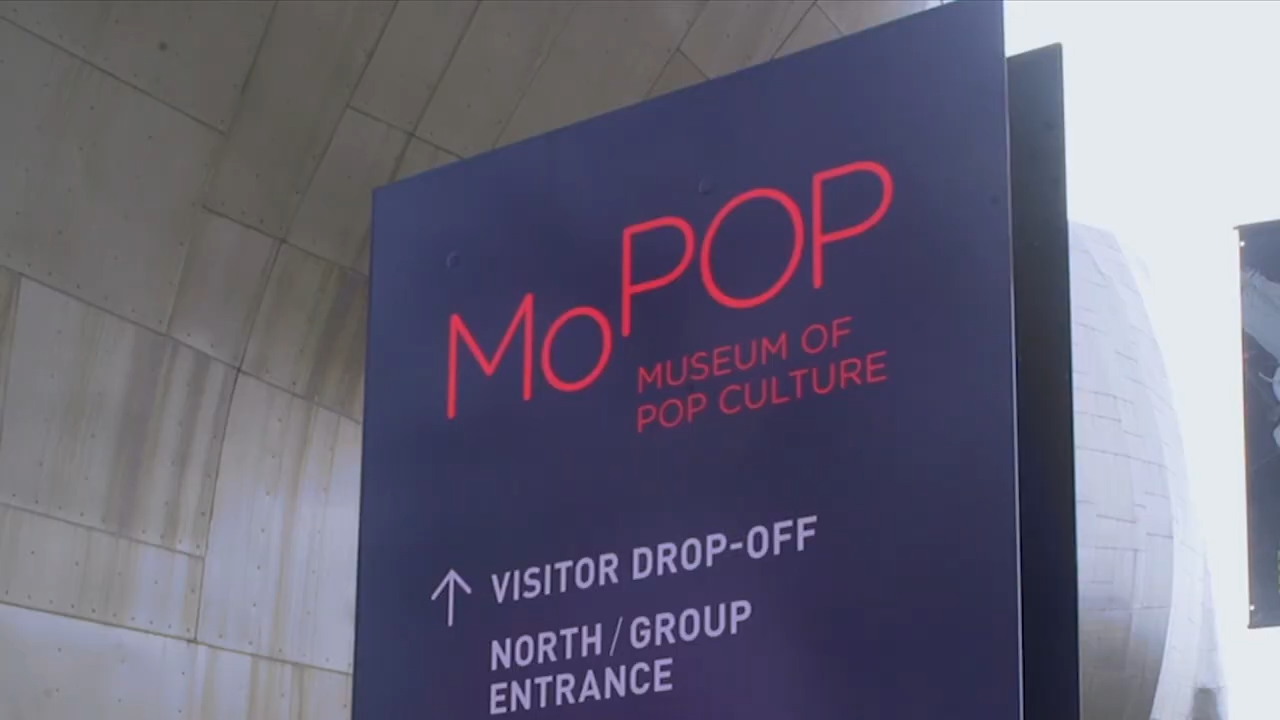 MoPOP
MUSEUM OF
POP CULTURE
↑ VISITOR DROP-OFF
NORTH / GROUP
ENTRANCE